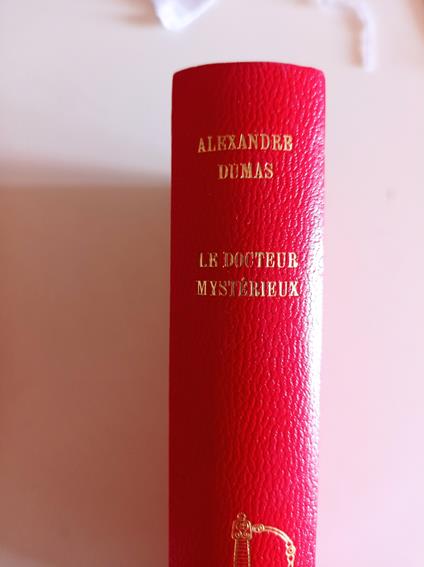 ALEXANDRE
DUMAS
LE DOCTEUR
MYSTÉRIEUX